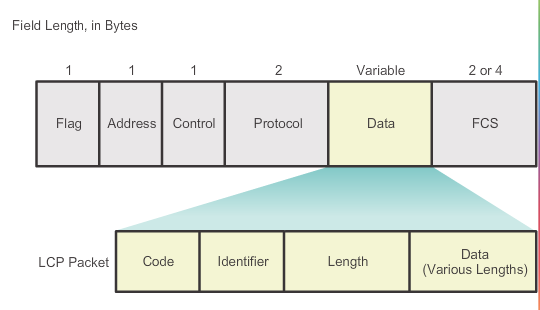 Field Length, in Bytes
1 1 1 2 Variable 2 or 4
Flag Address Control Protocol Data FCS
LCP Packet Code Identifier Length Data
(Various Lengths)